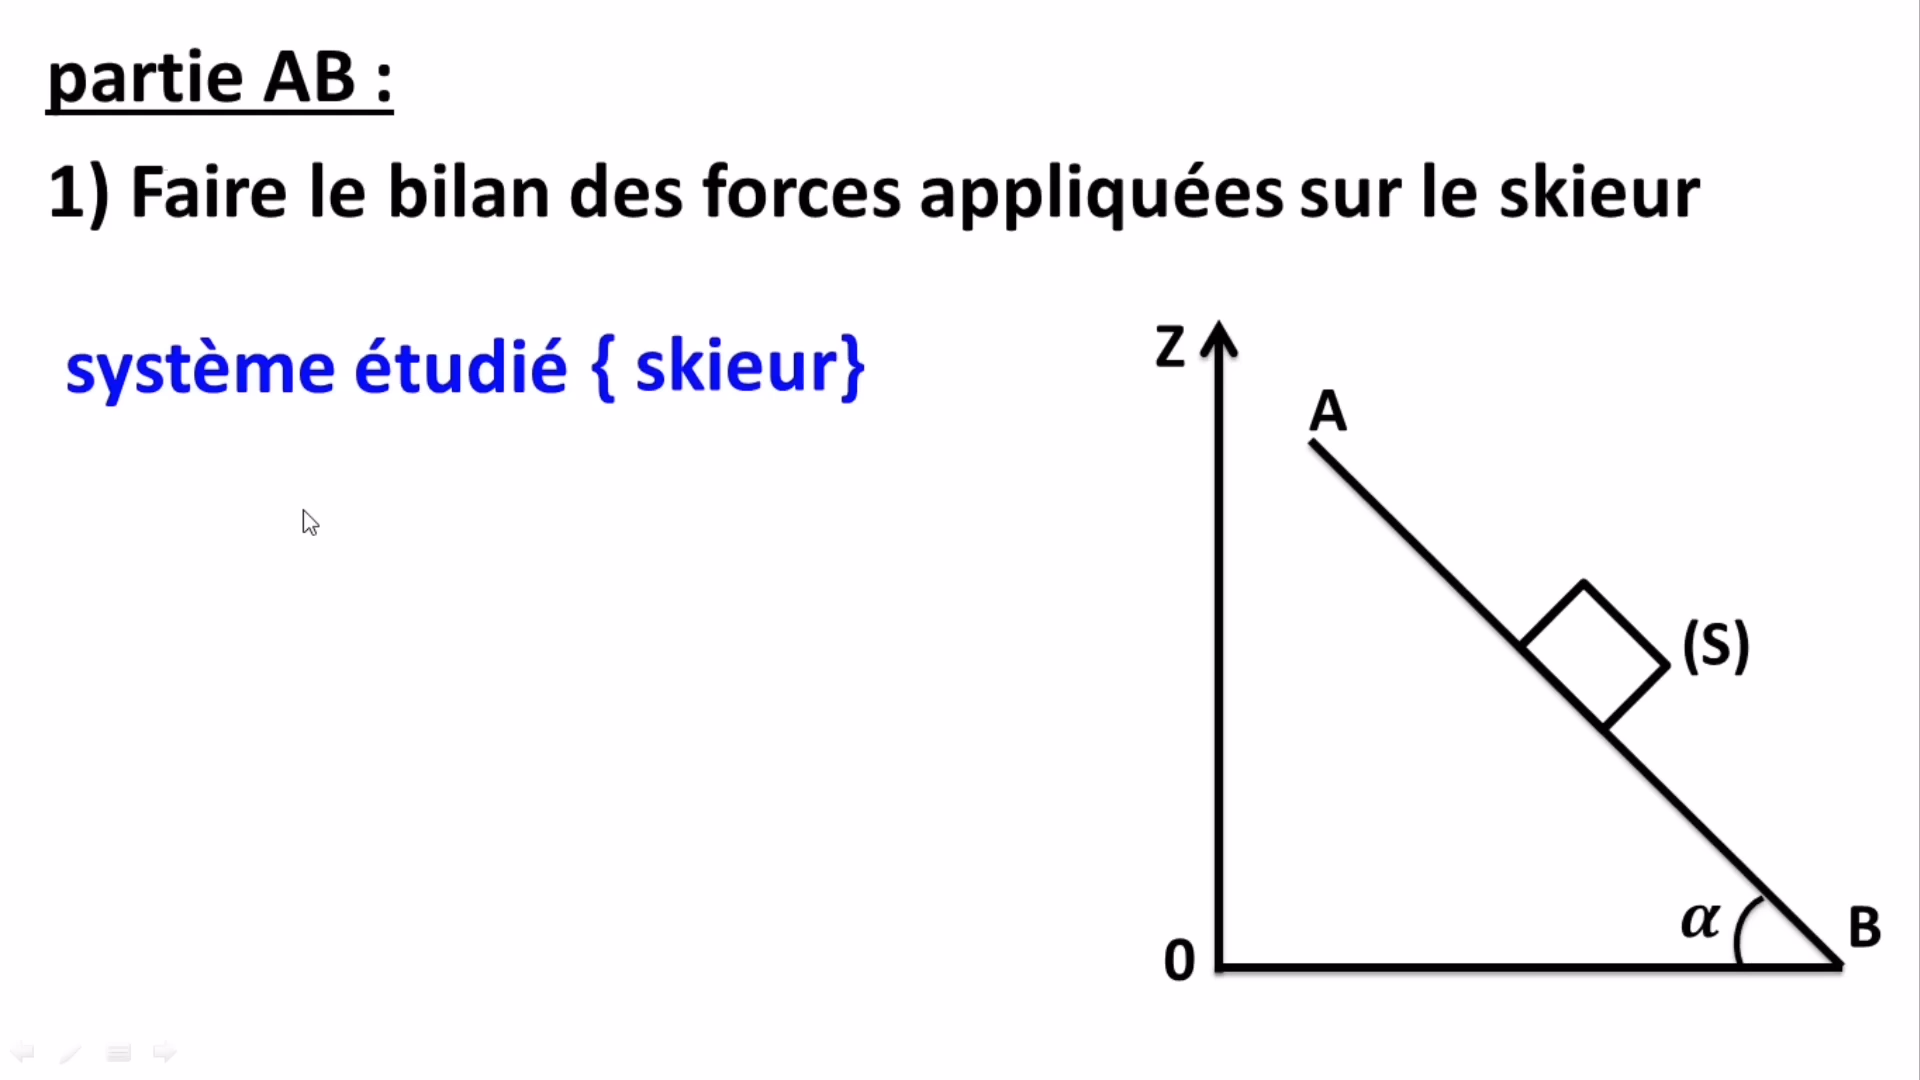 partie AB :
1) Faire le bilan des forces appliquées sur le skieur
système étudié { skieur}
Z
A
(S)
α
B
0